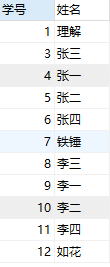 学号 姓名
1 理解
3 张三
4 张一
5 张二
6 张四
7 铁锤
8 李三
9 李一
10 李二
11 李四
12 如花